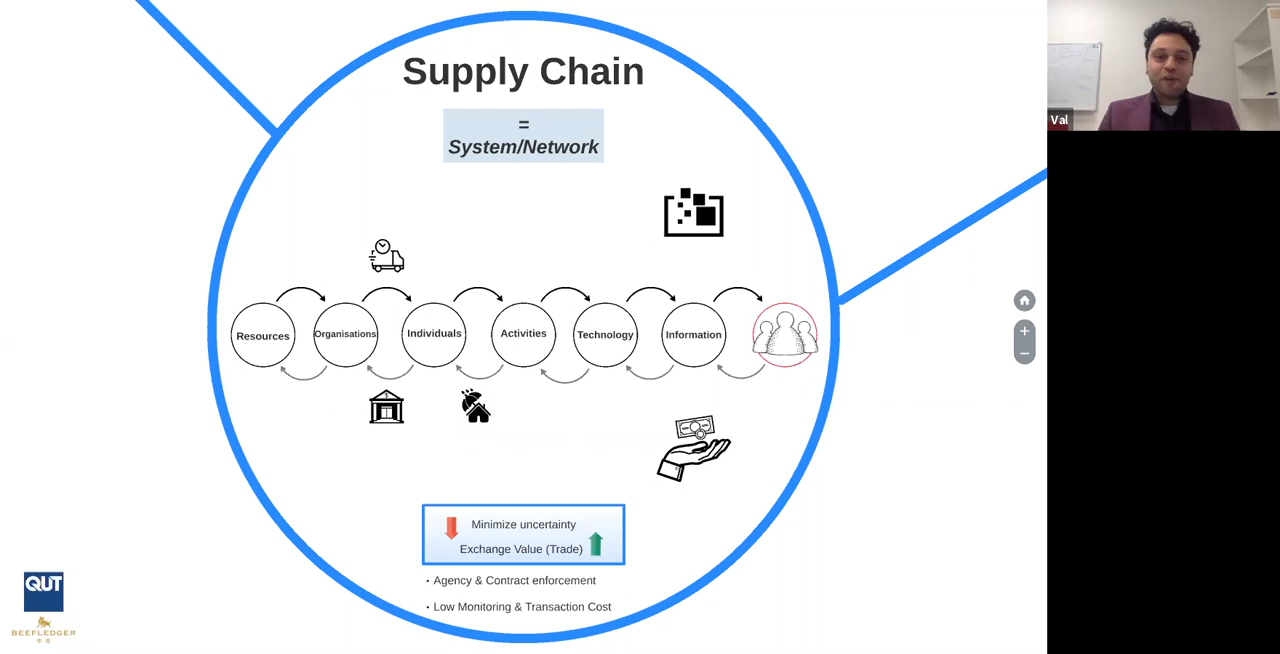 Supply Chain
=
System/Network
Resources
Organisations
Individuals
Activities
Technology
Information
Minimize uncertainty
Exchange Value (Trade)
· Agency & Contract enforcement
· Low Monitoring & Transaction Cost
QUT
BEEFLEDGER
Val